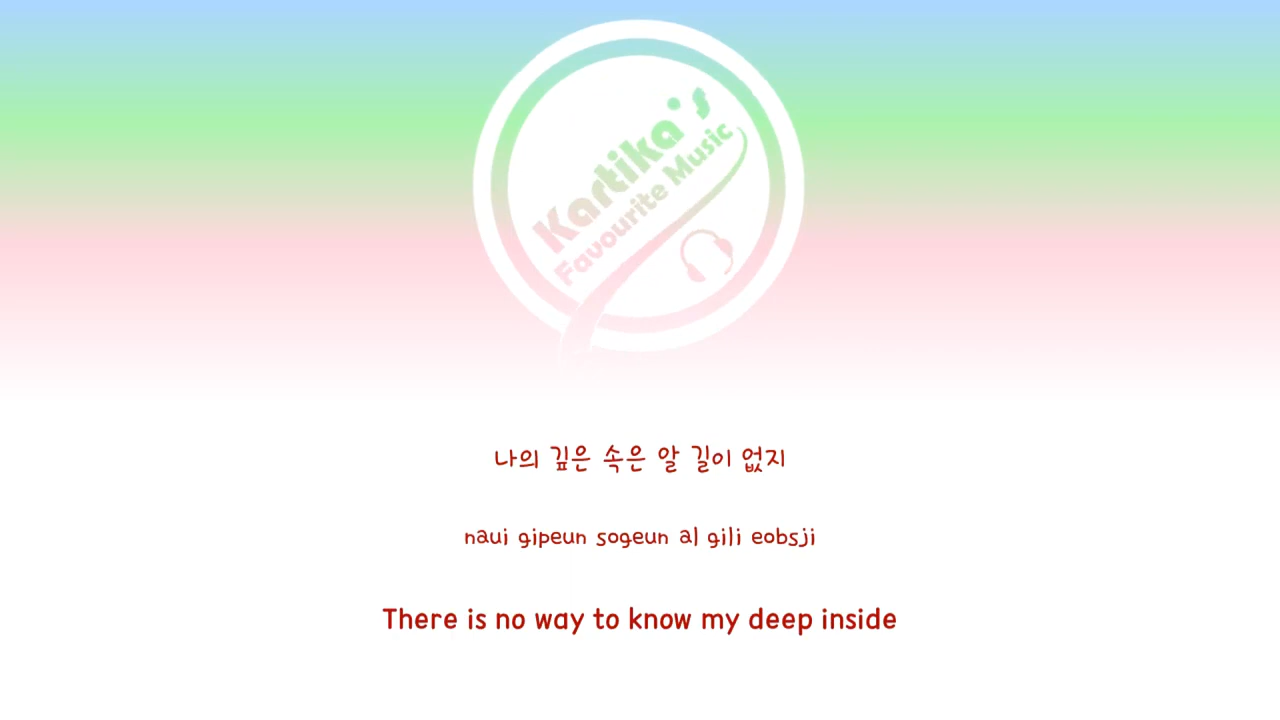 Kartika's
Favourite Music
나의 깊은 속은 알 길이 없지
naui gipeun sogeun al gili eobsji
There is no way to know my deep inside